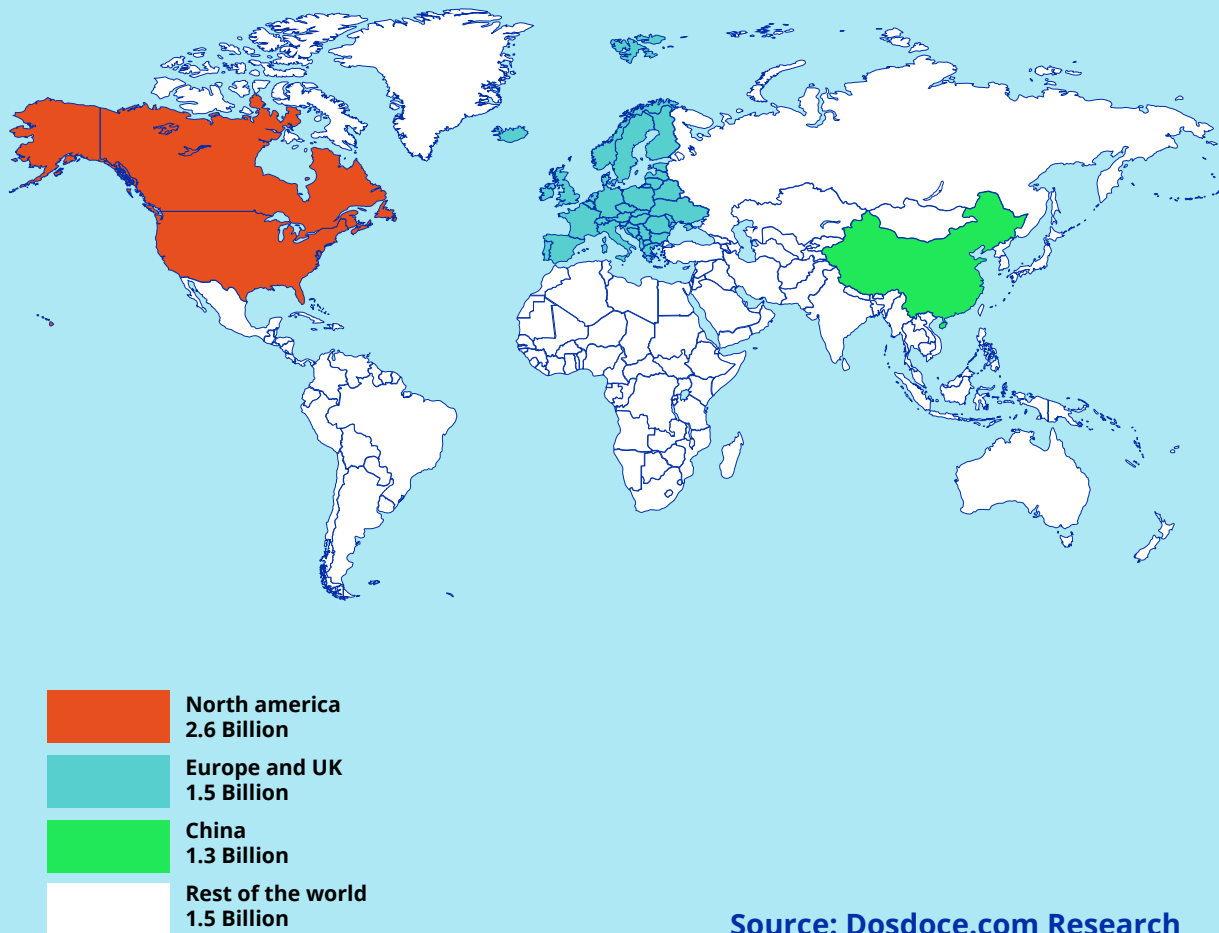 North america
2.6 Billion
Europe and UK
1.5 Billion
China
1.3 Billion
Rest of the world
1.5 Billion
Source: Dosdoce.com Research